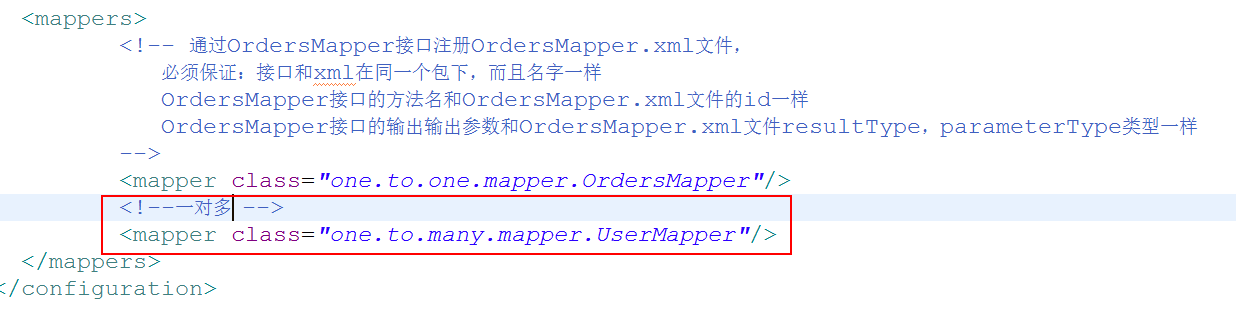 <mappers>
<!-- 通过OrdersMapper接口注册OrdersMapper.xml文件，
必须保证：接口和xml在同一个包下，而且名字一样
OrdersMapper接口的方法名和OrdersMapper.xml文件的id一样
OrdersMapper接口的输出输出参数和OrdersMapper.xml文件resultType，parameterType类型一样
-->
<mapper class="one.to.one.mapper.OrdersMapper"/>
<!--一对多 -->
<mapper class="one.to.many.mapper.UserMapper"/>
</mappers>
</configuration>